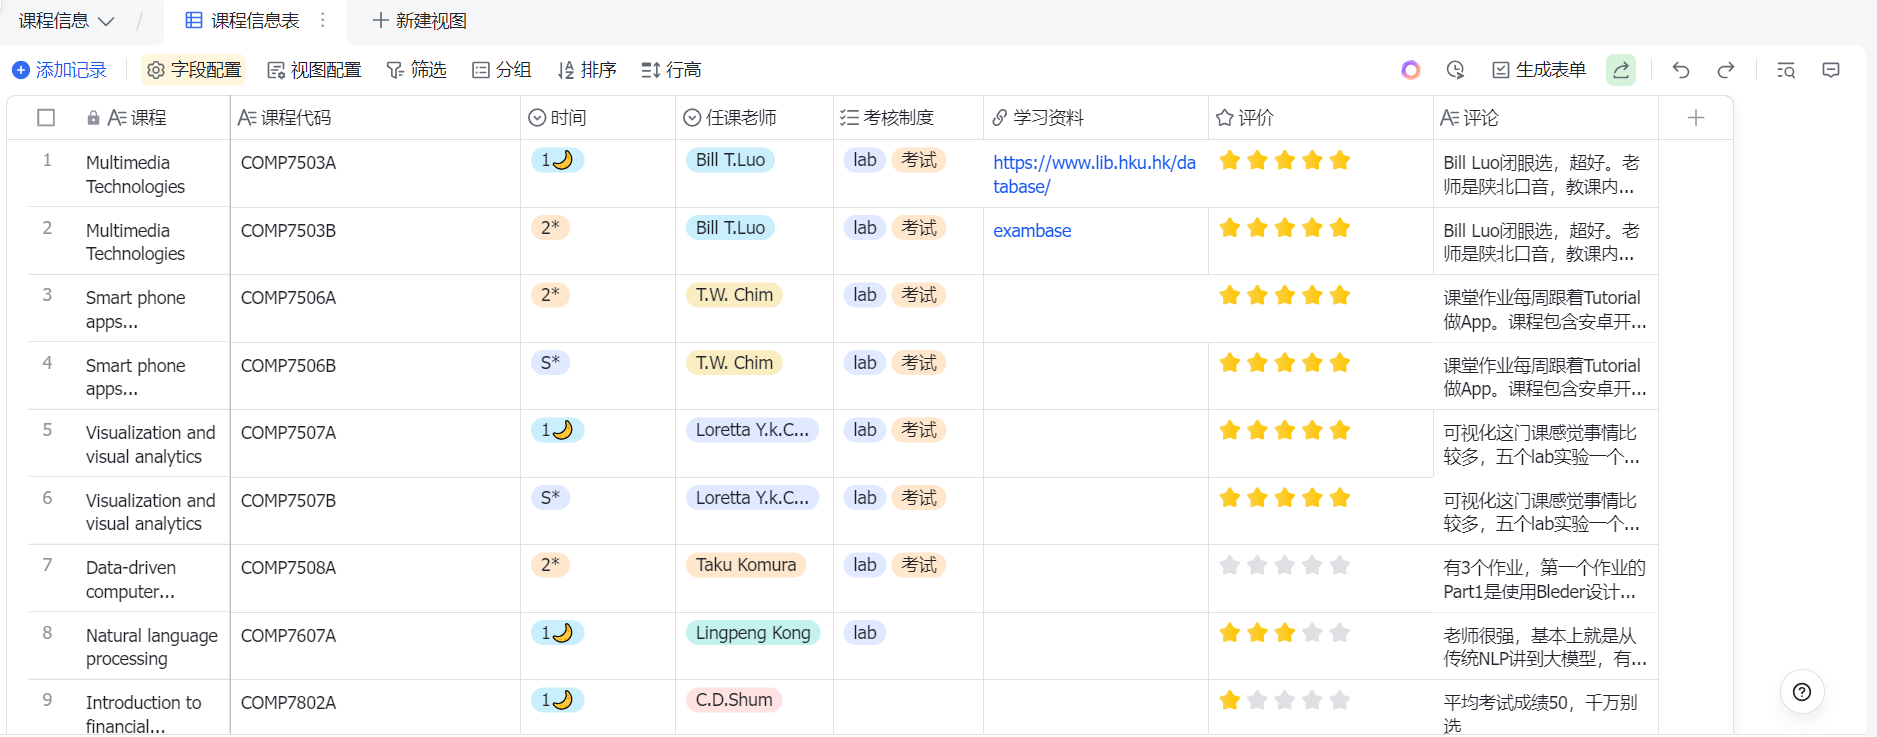 课程信息 / 课程信息表 新建视图
添加记录 字段配置 视图配置 筛选 分组 排序 行高 生成表单
课程 课程代码 时间 任课老师 考核制度 学习资料 评价 评论
1 Multimedia COMP7503A 1🌙 Bill T.Luo lab 考试 https://www.lib.hku.hk/da Bill Luo闭眼选，超好。老
Technologies tabase/ 师是陕北口音，教课内...
2 Multimedia COMP7503B 2* Bill T.Luo lab 考试 exambase Bill Luo闭眼选，超好。老
Technologies 师是陕北口音，教课内...
3 Smart phone COMP7506A 2* T.W. Chim lab 考试 课堂作业每周跟着Tutorial
apps... 做App。课程包含安卓开...
4 Smart phone COMP7506B S* T.W. Chim lab 考试 课堂作业每周跟着Tutorial
apps... 做App。课程包含安卓开...
5 Visualization and COMP7507A 1🌙 Loretta Y.k.C... lab 考试 可视化这门课感觉事情比
visual analytics 较多，五个lab实验一个...
6 Visualization and COMP7507B S* Loretta Y.k.C... lab 考试 可视化这门课感觉事情比
visual analytics 较多，五个lab实验一个...
7 Data-driven COMP7508A 2* Taku Komura lab 考试 有3个作业，第一个作业的
computer... Part1是使用Bleder设计...
8 Natural language COMP7607A 1🌙 Lingpeng Kong lab 老师很强，基本上就是从
processing 传统NLP讲到大模型，有...
9 Introduction to COMP7802A 1🌙 C.D.Shum 平均考试成绩50，千万别
financial... 选